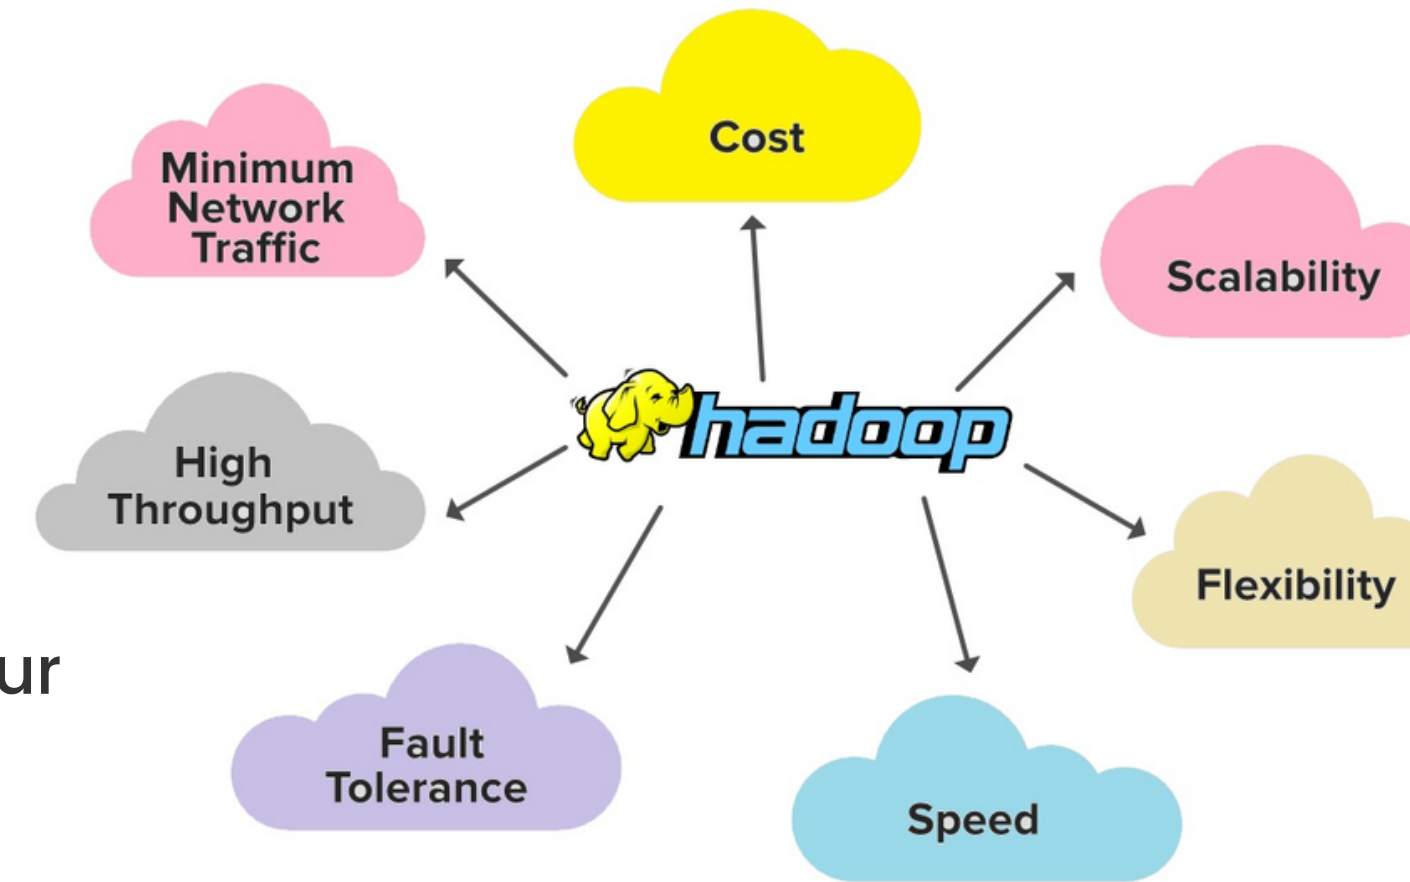 Cost
Minimum
Network
Traffic
Scalability
hadoop
High
Throughput
Flexibility
ur
Fault
Tolerance
Speed